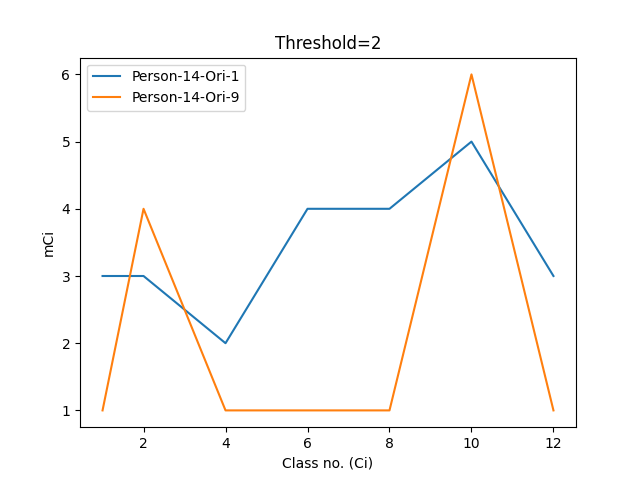 Threshold=2
Person-14-Ori-1
Person-14-Ori-9
6
5
4
3
2
1
mCi
2 4 6 8 10 12
Class no. (Ci)